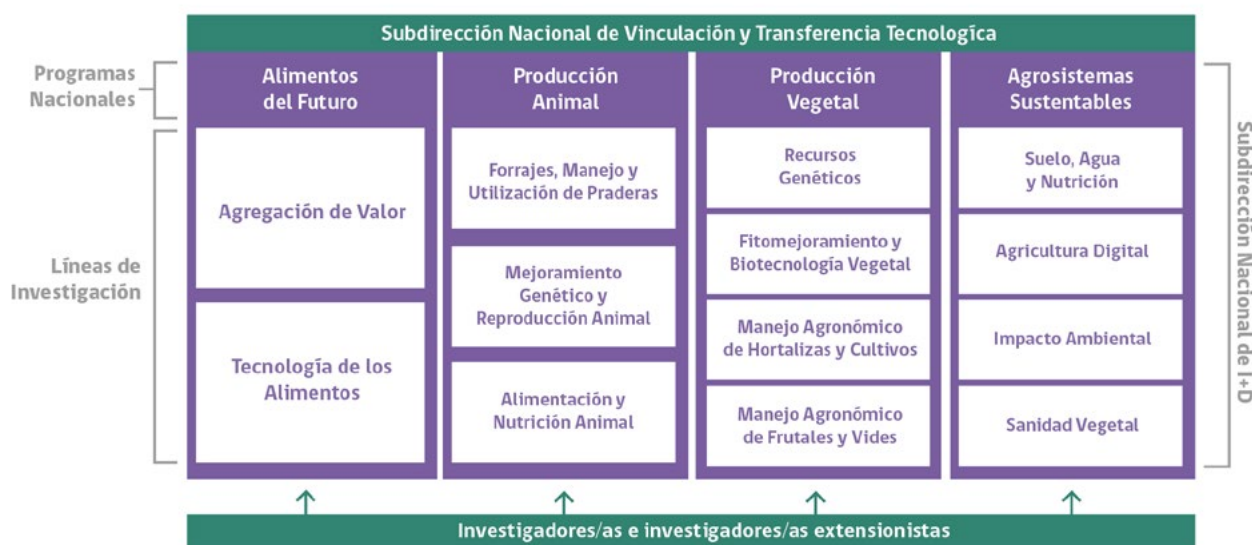 Subdirección Nacional de Vinculación y Transferencia Tecnologíca
Programas
Nacionales
Alimentos
del Futuro
Producción
Animal
Producción
Vegetal
Agrosistemas
Sustentables
Líneas de
Investigación
Agregación de Valor
Tecnología de los
Alimentos
Forrajes, Manejo y
Utilización de Praderas
Mejoramiento
Genético y
Reproducción Animal
Alimentación y
Nutrición Animal
Recursos
Genéticos
Fitomejoramiento y
Biotecnología Vegetal
Manejo Agronómico
de Hortalizas y Cultivos
Manejo Agronómico
de Frutales y Vides
Suelo, Agua
y Nutrición
Agricultura Digital
Impacto Ambiental
Sanidad Vegetal
Subdirección Nacional de I+D
Investigadores/as e investigadores/as extensionistas